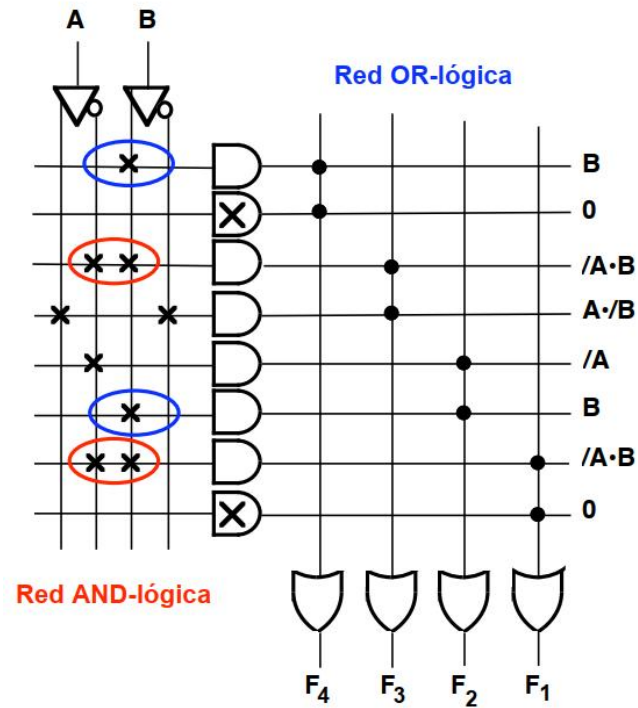 A B
Red OR-lógica
B
0
/A•B
A•/B
/A
B
/A•B
0
Red AND-lógica
F4 F3 F2 F1